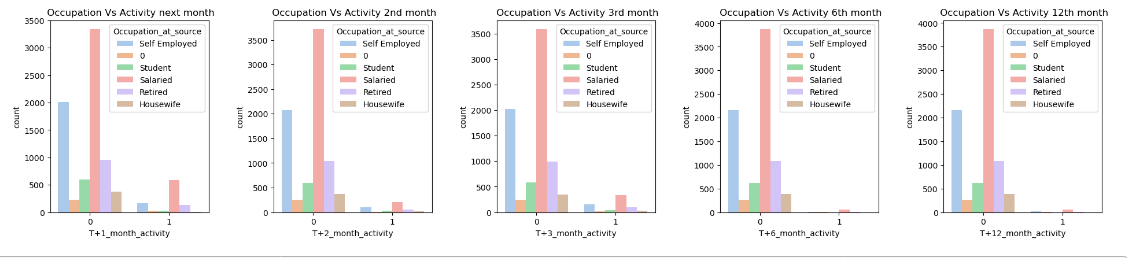 Occupation Vs Activity next month
3500
3000
2500
2000
1500
1000
500
0
count
Occupation_at_source
Self Employed
0
Student
Salaried
Retired
Housewife
0
1
T+1_month_activity
Occupation Vs Activity 2nd month
3500
3000
2500
2000
1500
1000
500
0
count
Occupation_at_source
Self Employed
0
Student
Salaried
Retired
Housewife
0
1
T+2_month_activity
Occupation Vs Activity 3rd month
3500
3000
2500
2000
1500
1000
500
0
count
Occupation_at_source
Self Employed
0
Student
Salaried
Retired
Housewife
0
1
T+3_month_activity
Occupation Vs Activity 6th month
4000
3500
3000
2500
2000
1500
1000
500
0
count
Occupation_at_source
Self Employed
0
Student
Salaried
Retired
Housewife
0
1
T+6_month_activity
Occupation Vs Activity 12th month
4000
3500
3000
2500
2000
1500
1000
500
0
count
Occupation_at_source
Self Employed
0
Student
Salaried
Retired
Housewife
0
1
T+12_month_activity